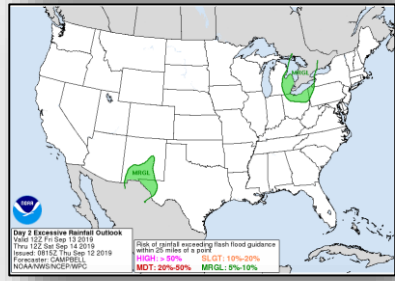 MRGL
MRGL
noaa
Day 2 Excessive Rainfall Outlook
Valid 12Z Fri Sep 13 2019
Thru 12Z Sat Sep 14 2019
Issued: 0815Z Thu Sep 12 2019
Forecaster: CAMPBELL
NOAA/NWS/NCEP/WPC
Risk of rainfall exceeding flash flood guidance
within 25 miles of a point
HIGH: > 50% SLGT: 10%-20%
MDT: 20%-50% MRGL: 5%-10%